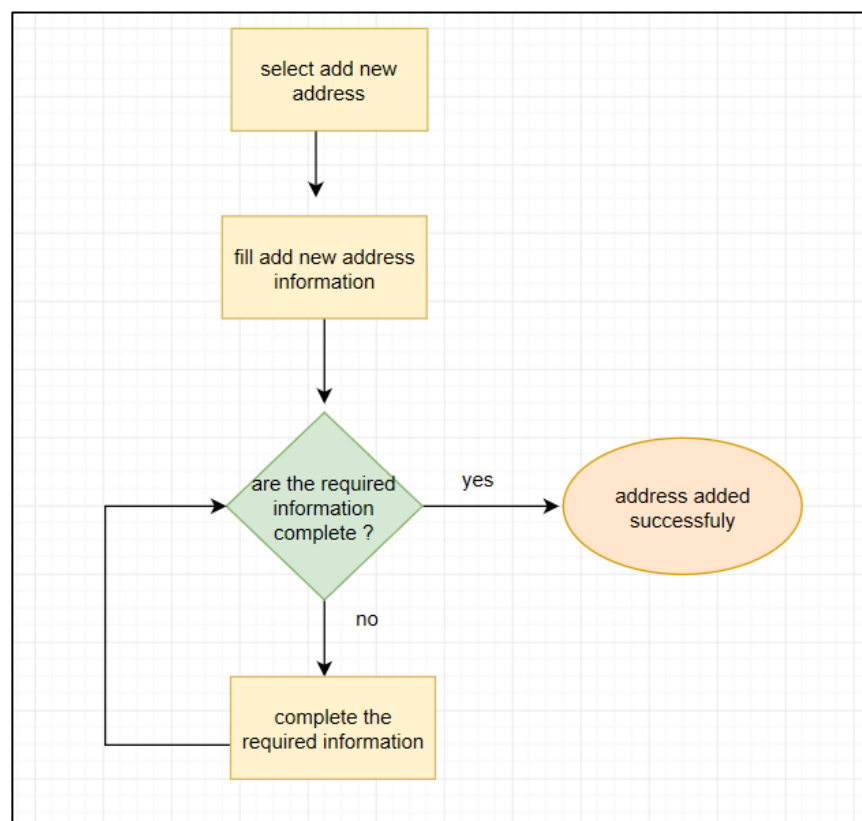 select add new
address
fill add new address
information
are the required
information
complete ?
yes
address added
successfuly
no
complete the
required information